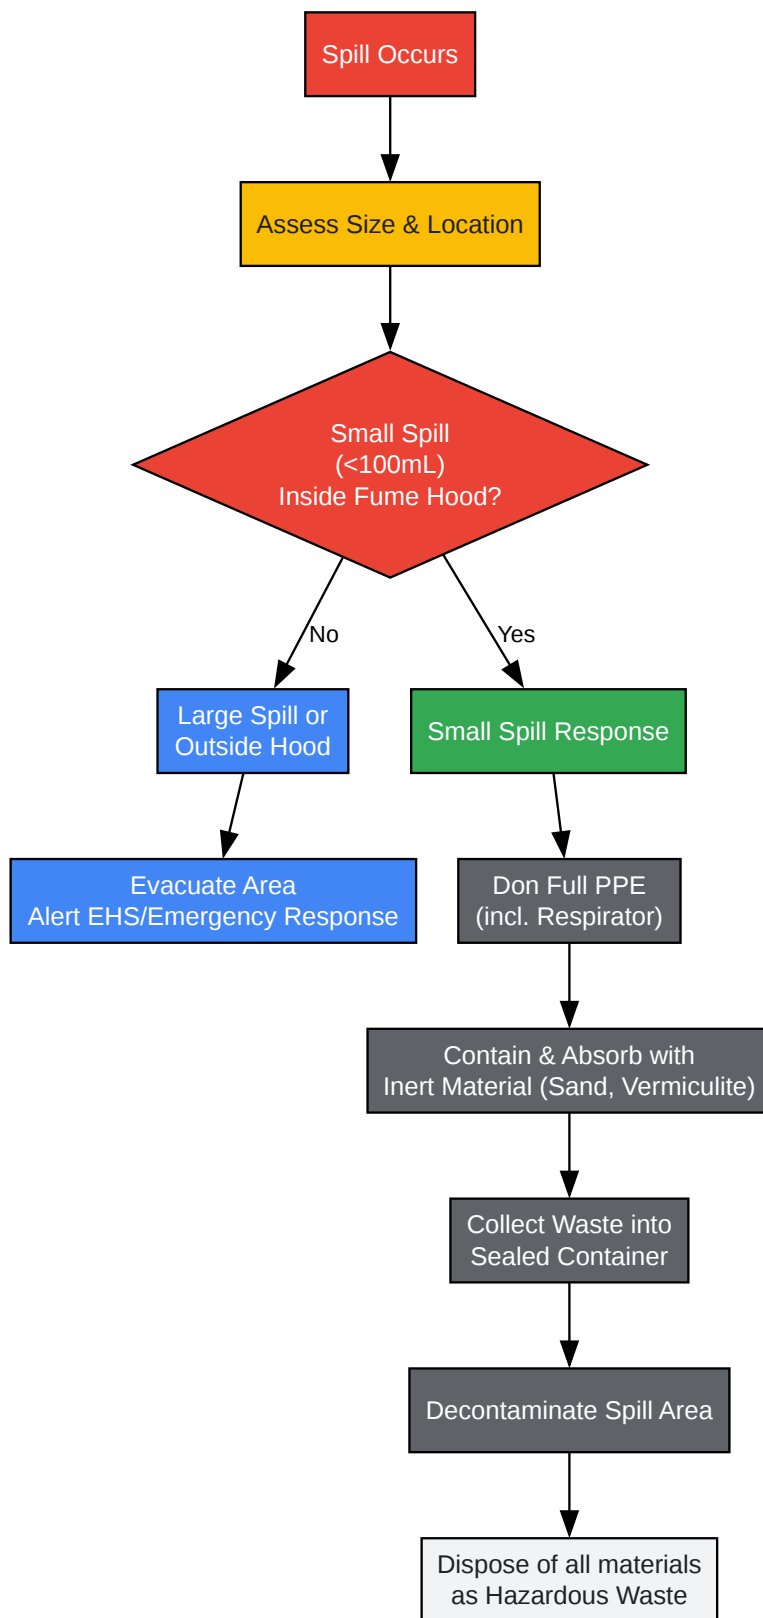 Spill Occurs
Assess Size & Location
Small Spill
(<100mL)
Inside Fume Hood?
No
Yes
Large Spill or
Outside Hood
Small Spill Response
Evacuate Area
Alert EHS/Emergency Response
Don Full PPE
(incl. Respirator)
Contain & Absorb with
Inert Material (Sand, Vermiculite)
Collect Waste into
Sealed Container
Decontaminate Spill Area
Dispose of all materials
as Hazardous Waste